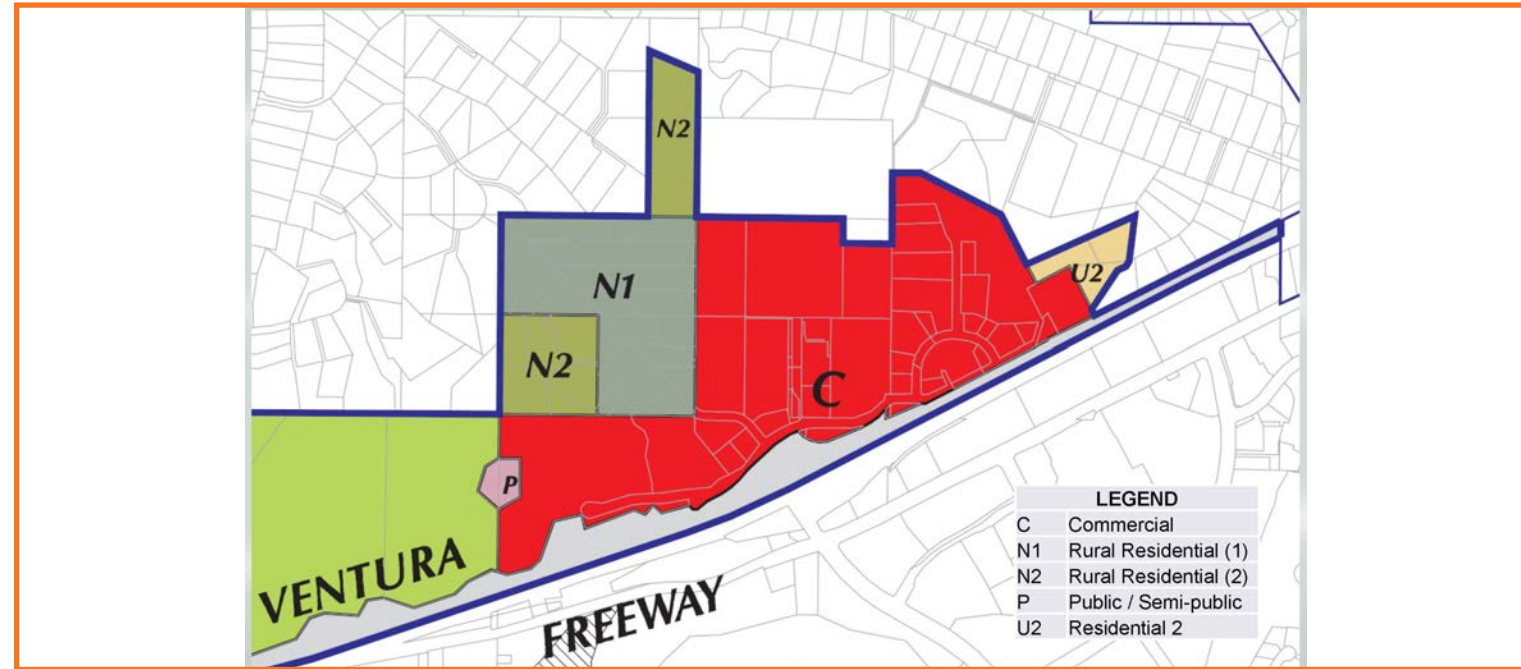 N2
N1
U2
N2
C
P
VENTURA
FREEWAY
LEGEND
C Commercial
N1 Rural Residential (1)
N2 Rural Residential (2)
P Public / Semi-public
U2 Residential 2